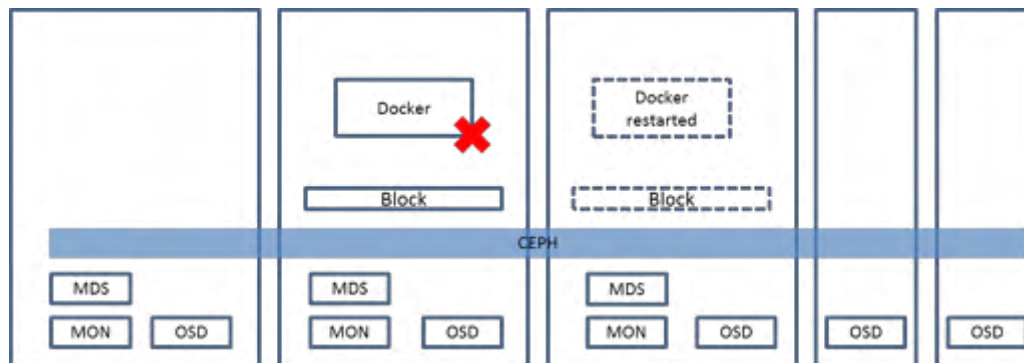 Docker
Docker
restarted
Block
Block
CEPH
MDS
MDS
MDS
MON
OSD
MON
OSD
MON
OSD
OSD
OSD